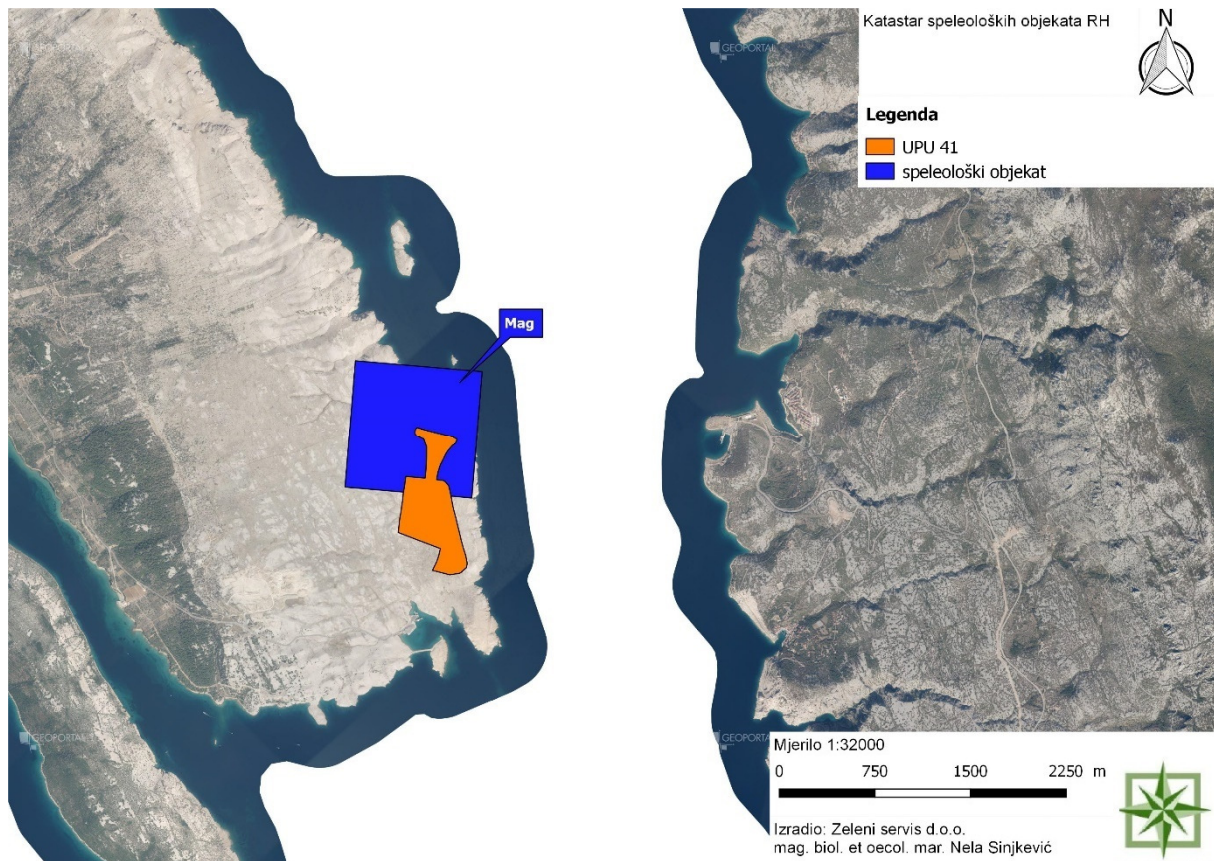 GEOPORTAL
GEOPORTAL
Katastar speleoloških objekata RH
N
Legenda
UPU 41
speleološki objekat
Mag
GEOPORTAL
GEOPORTAL
Mjerilo 1:32000
0 750 1500 2250 m
Izradio: Zeleni servis d.o.o.
mag. biol. et oecol. mar. Nela Sinjkević